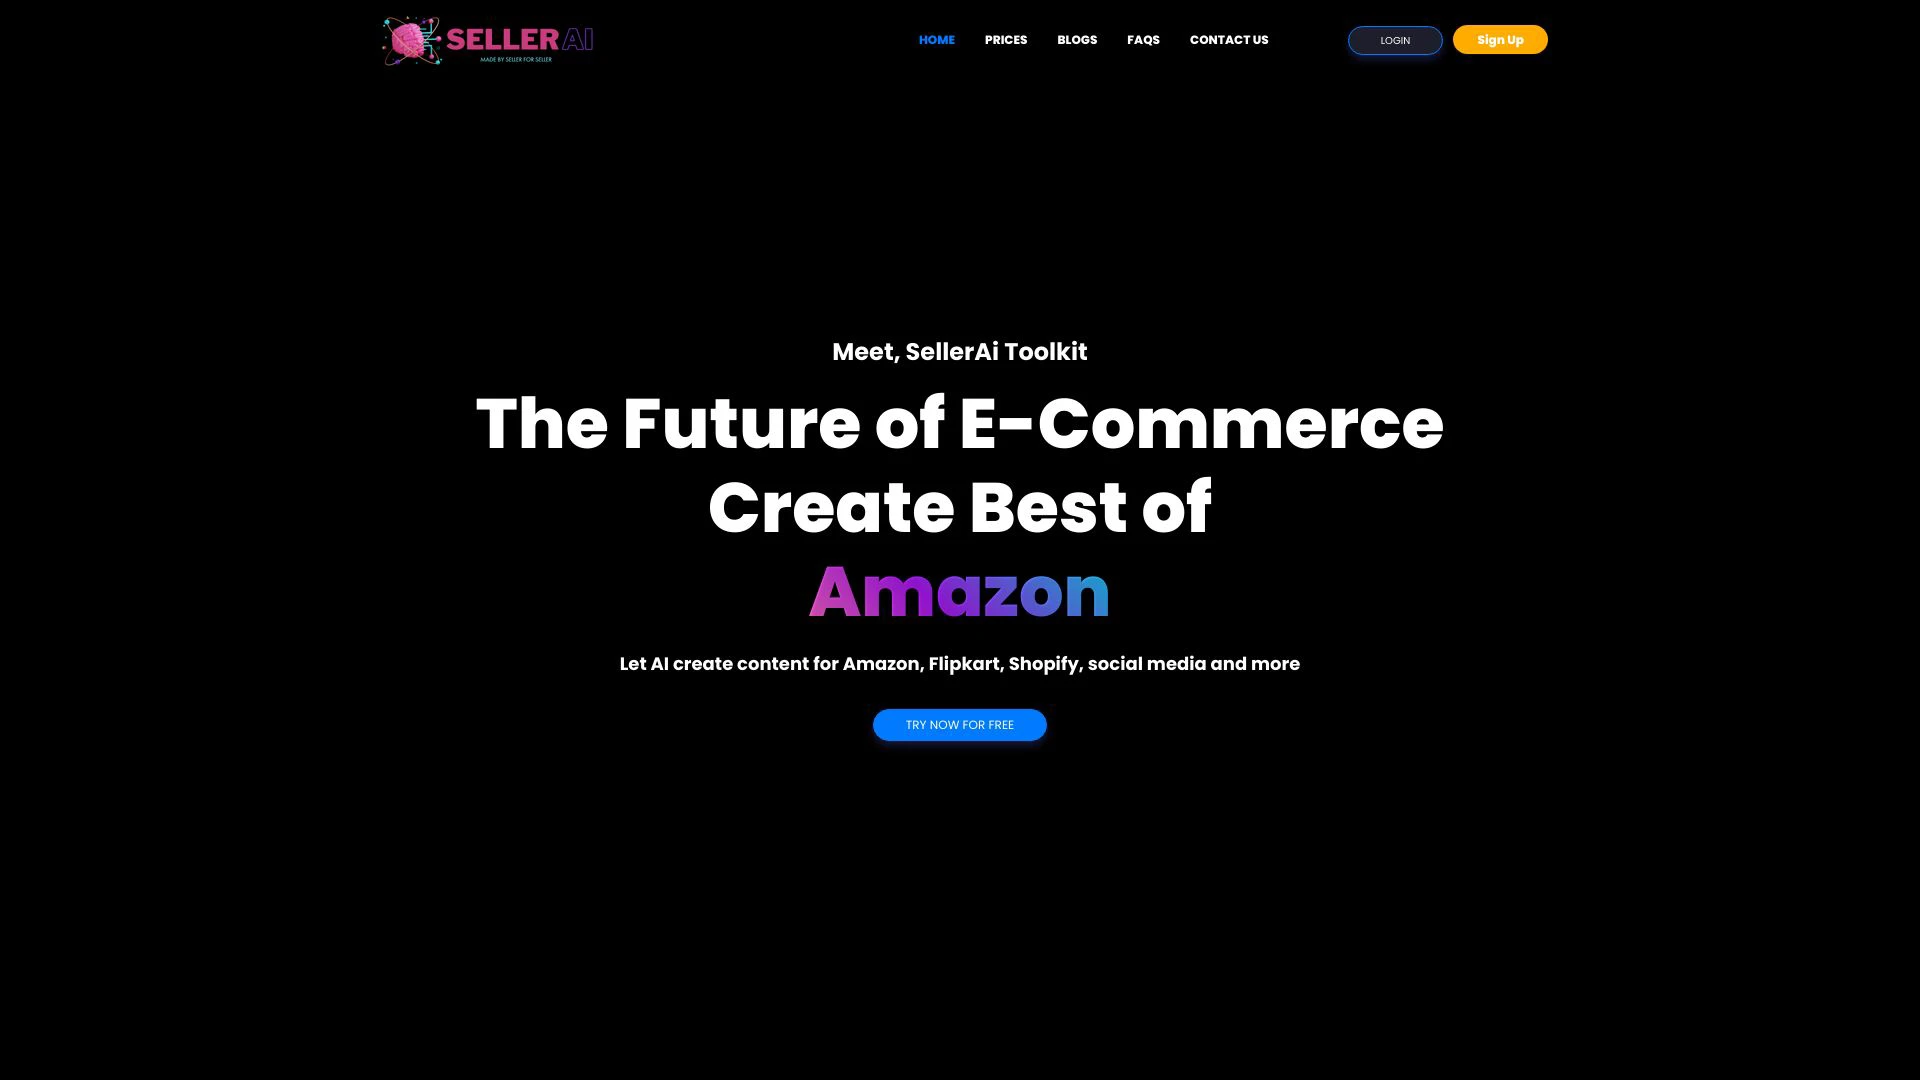 SELLER AI
MADE BY SELLER FOR SELLER
HOME PRICES BLOGS FAQS CONTACT US LOGIN Sign Up
Meet, SellerAi Toolkit
The Future of E-Commerce
Create Best of
Amazon
Let AI create content for Amazon, Flipkart, Shopify, social media and more
TRY NOW FOR FREE